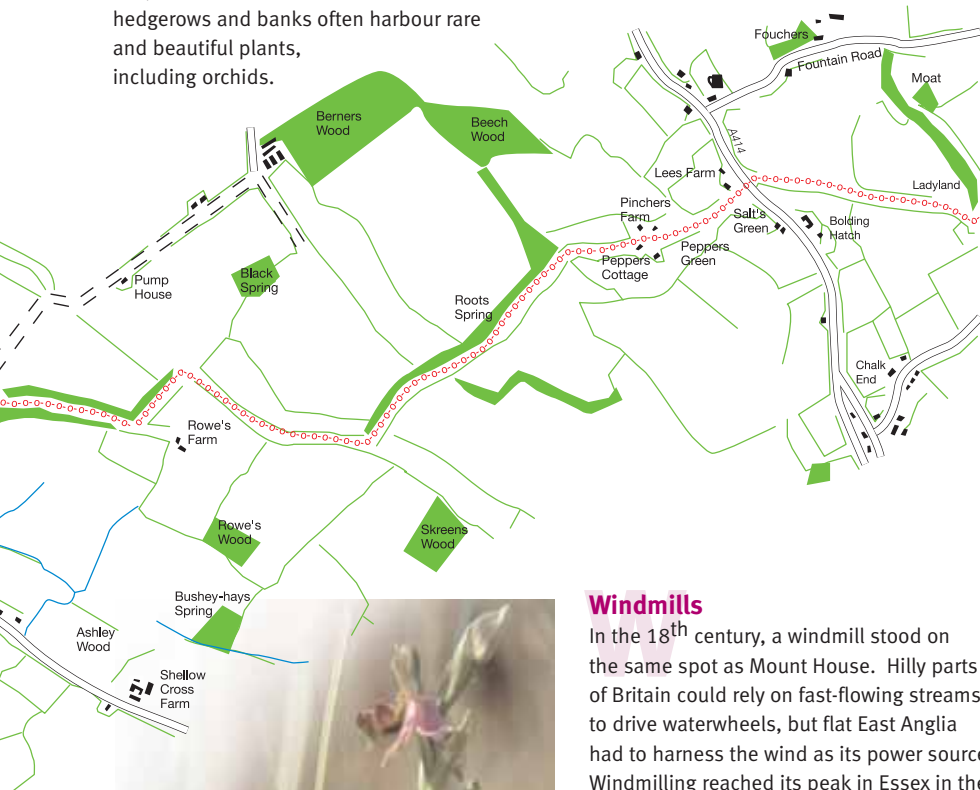 hedgerows and banks often harbour rare
and beautiful plants,
including orchids.
Fouchers
Fountain Road
Moat
Berners
Wood
Beech
Wood
A414
Lees Farm
Ladyland
Pinchers
Farm
Salt's
Green
Bolding
Hatch
Peppers
Cottage
Peppers
Green
Pump
House
Black
Spring
Roots
Spring
Chalk
End
Rowe's
Farm
Rowe's
Wood
Skreens
Wood
Bushey-hays
Spring
Ashley
Wood
Shellow
Cross
Farm
W
Windmills
In the 18th century, a windmill stood on
the same spot as Mount House. Hilly parts
of Britain could rely on fast-flowing streams
to drive waterwheels, but flat East Anglia
had to harness the wind as its power source
Windmilling reached its peak in Essex in the